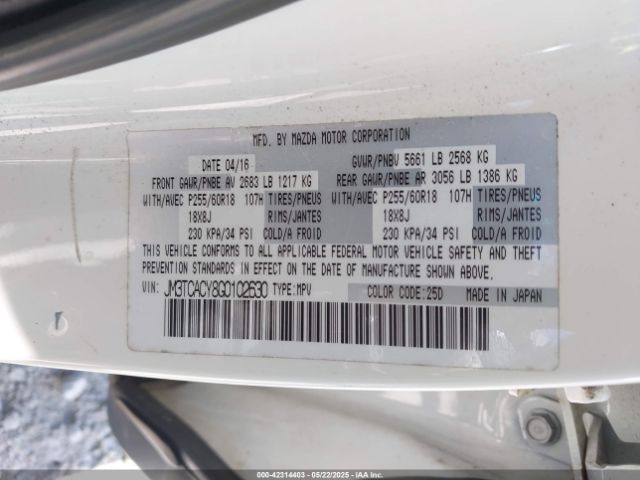 MFD. BY MAZDA MOTOR CORPORATION
DATE 04/16 GVWR/PNBV 5661 LB 2568 KG
FRONT GAWR/PNBE AV 2683 LB 1217 KG REAR GAWR/PNBE AR 3056 LB 1386 KG
WITH/AVEC P255/60R18 107H TIRES/PNEUS WITH/AVEC P255/60R18 107H TIRES/PNEUS
18X8J RIMS/JANTES 18X8J RIMS/JANTES
230 KPA/34 PSI COLD/A FROID 230 KPA/34 PSI COLD/A FROID
THIS VEHICLE CONFORMS TO ALL APPLICABLE FEDERAL MOTOR VEHICLE SAFETY AND THEFT
PREVENTION STANDARDS IN EFFECT ON THE DATE OF MANUFACTURE SHOWN ABOVE.
VIN: JM3TCACY8G0102530 TYPE:MPV COLOR CODE:25D MADE IN JAPAN
000-42314403 - 05/22/2025 - COPYRIGHT IAA, LLC.